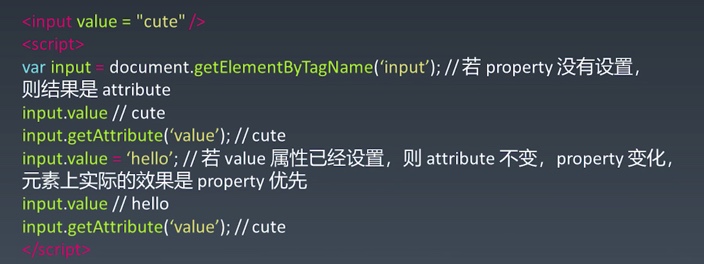 <input value = "cute" />
<script>
var input = document.getElementByTagName(‘input’); // 若 property 没有设置，
则结果是 attribute
input.value // cute
input.getAttribute(‘value’); // cute
input.value = ‘hello’; // 若 value 属性已经设置，则 attribute 不变，property 变化，
元素上实际的效果是 property 优先
input.value // hello
input.getAttribute(‘value’); // cute
</script>